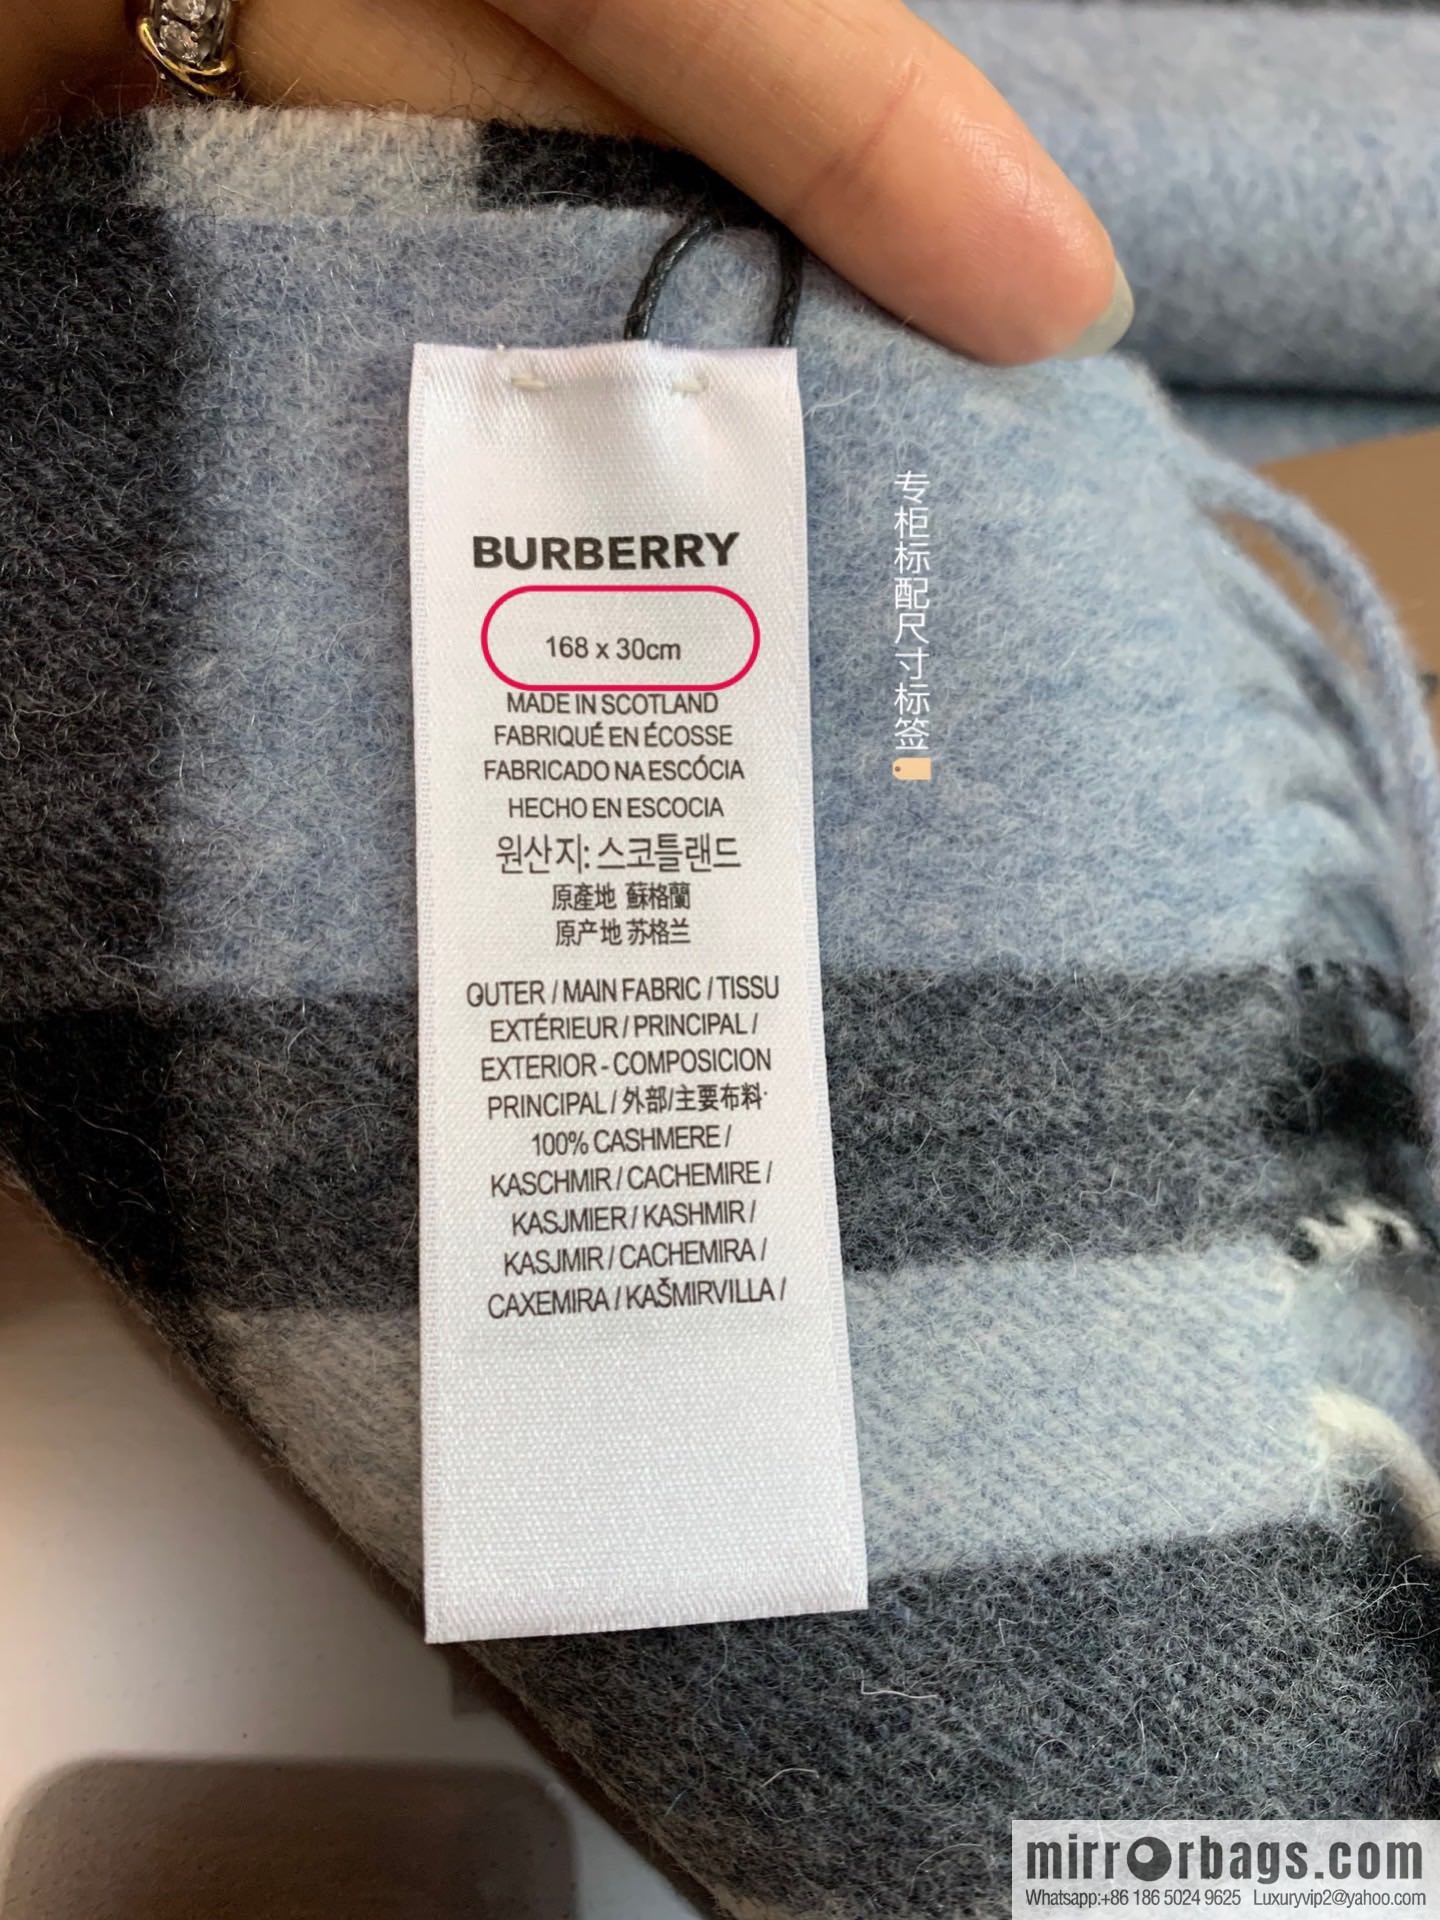 BURBERRY
168 x 30cm
MADE IN SCOTLAND
FABRIQUÉ EN ÉCOSSE
FABRICADO NA ESCÓCIA
HECHO EN ESCOCIA
원산지: 스코틀랜드
原產地 蘇格蘭
原产地 苏格兰
OUTER / MAIN FABRIC / TISSU
EXTÉRIEUR / PRINCIPAL /
EXTERIOR - COMPOSICION
PRINCIPAL / 外部/主要布料
100% CASHMERE /
KASCHMIR / CACHEMIRE /
KASJMIER / KASHMIR /
KASJMIR / CACHEMIRA /
CAXEMIRA / KAŠMIRVILLA /
专柜标配尺寸标签
mirrorbags.com
Whatsapp:+86 186 5024 9625 Luxuryvip2@yahoo.com